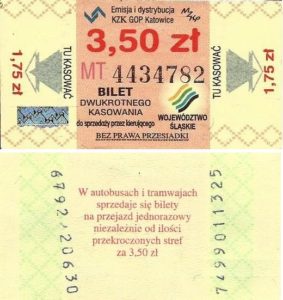 Emisja i dystrybucja
KZK GOP Katowice
3,50 zł
MT 4434782
BILET
DWUKROTNEGO
KASOWANIA
do sprzedaży przez kierującego
BEZ PRAWA PRZESIADKI
WOJEWÓDZTWO
ŚLĄSKIE
1,75 zł
TU KASOWAĆ
TU KASOWAĆ
1,75 zł
W autobusach i tramwajach
sprzedaje się bilety
na przejazd jednorazowy
niezależnie od ilości
przekroczonych stref
za 3,50 zł
6792/20630
7499011325